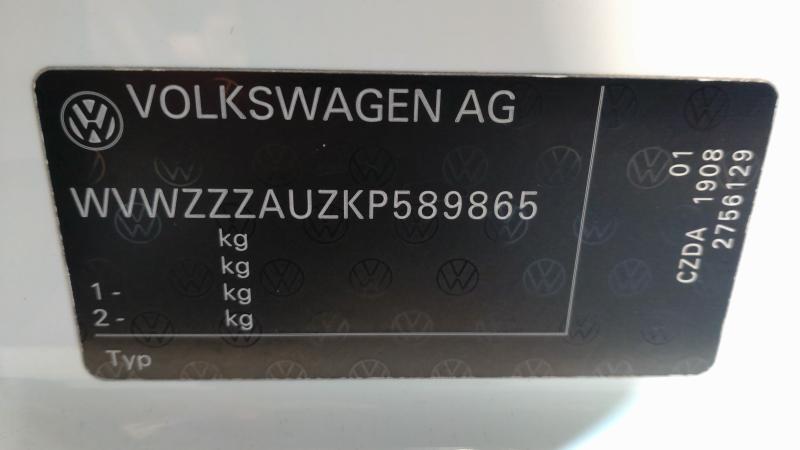 VOLKSWAGEN AG
WVWZZZAUZKP589865
kg
kg
1 - kg
2 - kg
Typ
01
CZDA 1908
2756129